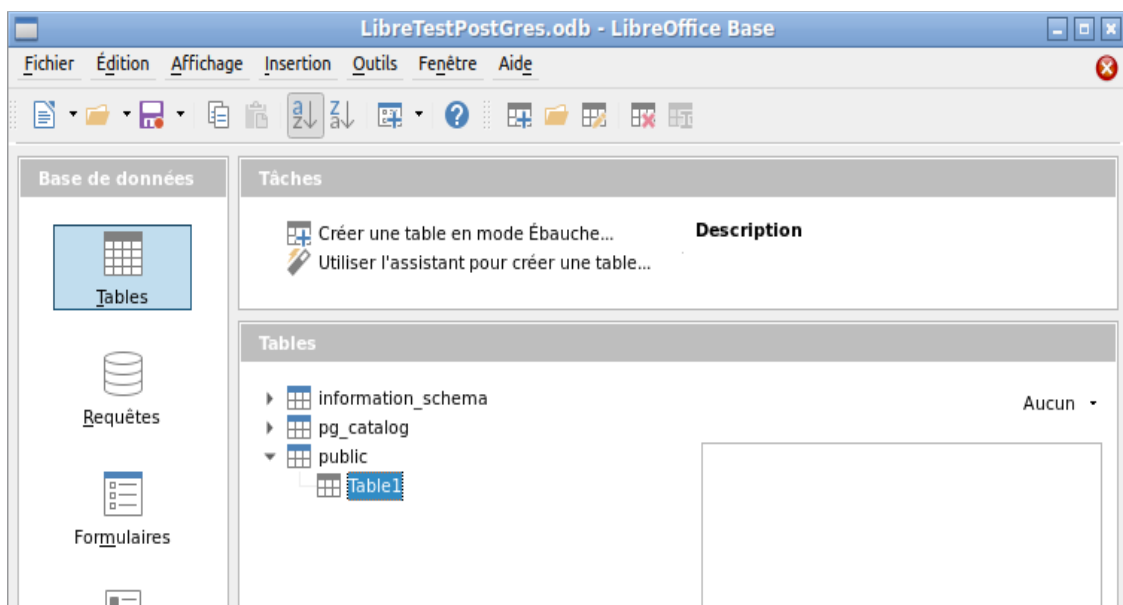 LibreTestPostGres.odb - LibreOffice Base
Fichier Édition Affichage Insertion Outils Fenêtre Aide
Base de données
Tables
Requêtes
Formulaires
Tâches
Créer une table en mode Ébauche...
Utiliser l'assistant pour créer une table...
Description
Tables
information_schema
pg_catalog
public
Table1
Aucun